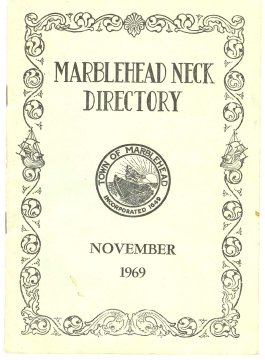 MARBLEHEAD NECK
DIRECTORY
TOWN OF MARBLEHEAD
INCORPORATED 1649
NOVEMBER
1969